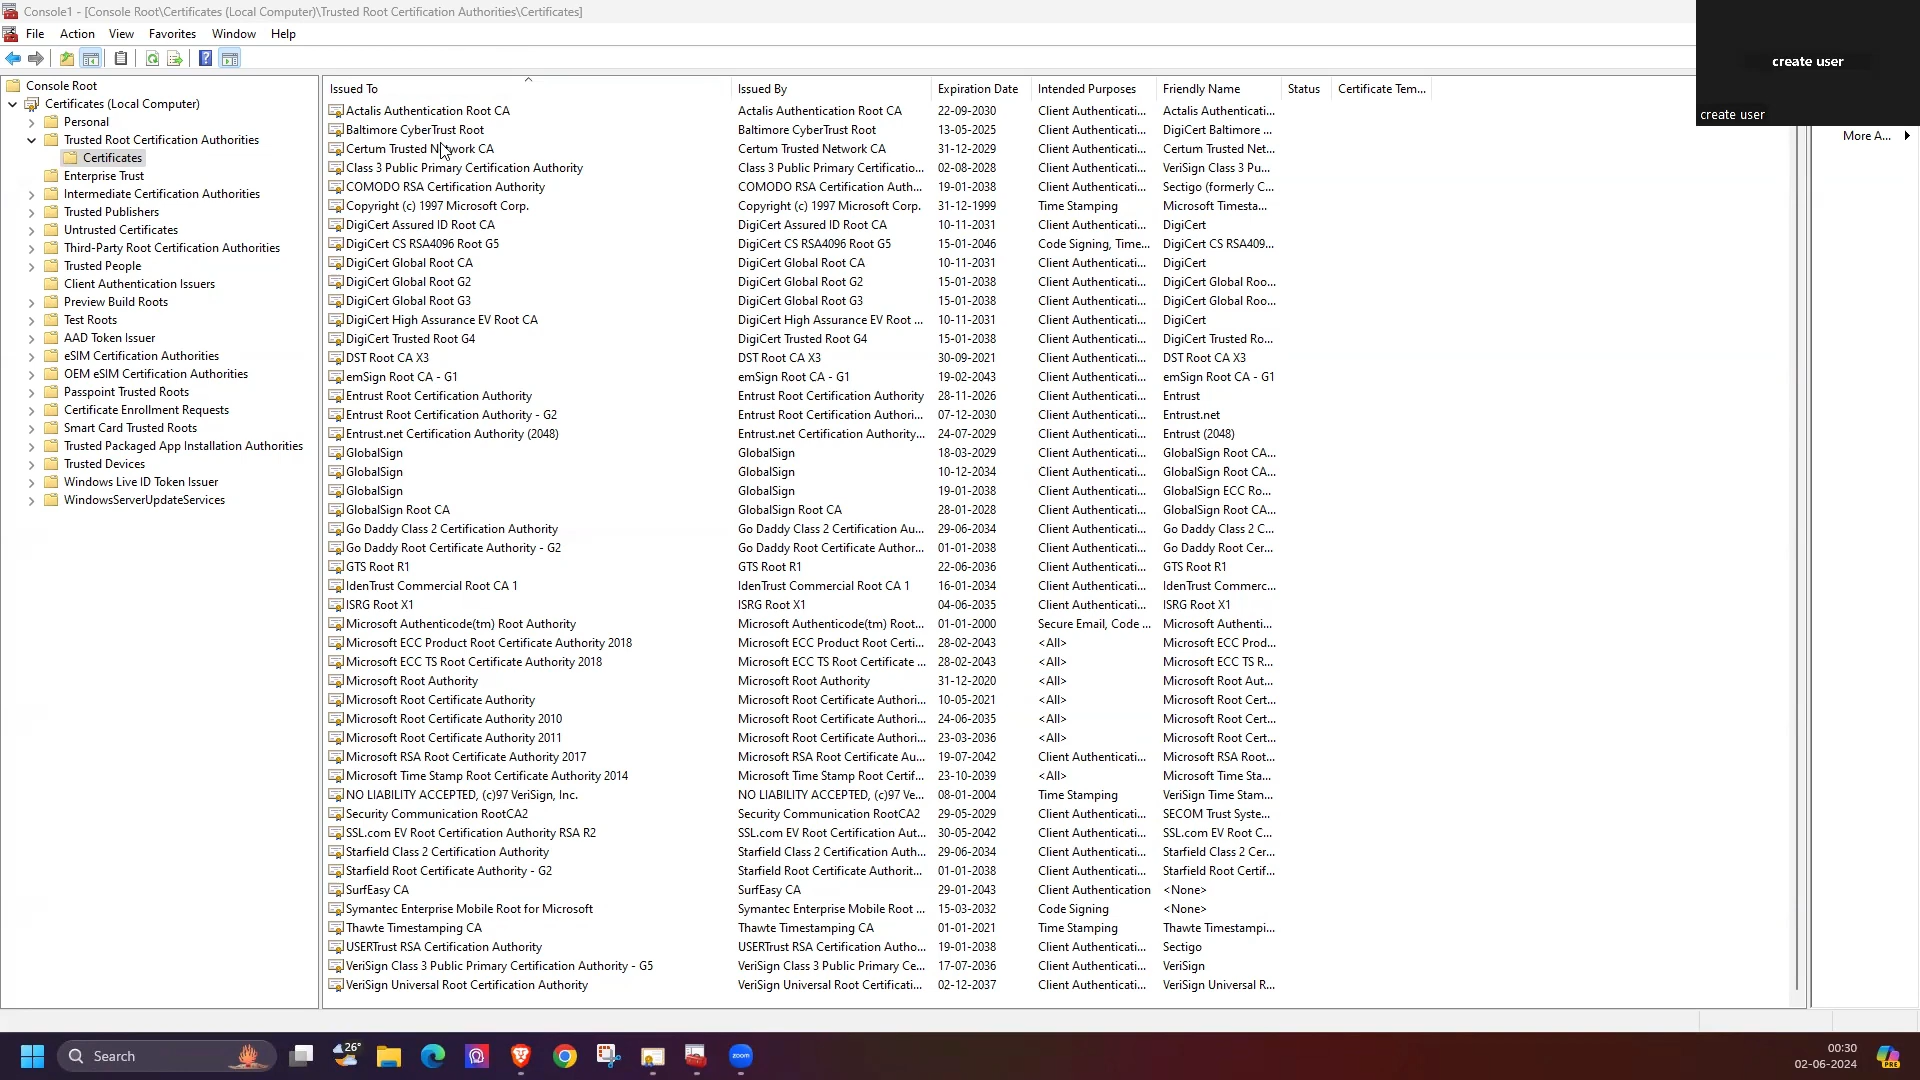 Console1 - [Console Root\Certificates (Local Computer)\Trusted Root Certification Authorities\Certificates]
File Action View Favorites Window Help
create user
create user
More A...
Console Root
Certificates (Local Computer)
Personal
Trusted Root Certification Authorities
Certificates
Enterprise Trust
Intermediate Certification Authorities
Trusted Publishers
Untrusted Certificates
Third-Party Root Certification Authorities
Trusted People
Client Authentication Issuers
Preview Build Roots
Test Roots
AAD Token Issuer
eSIM Certification Authorities
OEM eSIM Certification Authorities
Passpoint Trusted Roots
Certificate Enrollment Requests
Smart Card Trusted Roots
Trusted Packaged App Installation Authorities
Trusted Devices
Windows Live ID Token Issuer
WindowsServerUpdateServices
Issued To Issued By Expiration Date Intended Purposes Friendly Name Status Certificate Tem...
Actalis Authentication Root CA Actalis Authentication Root CA 22-09-2030 Client Authenticati... Actalis Authenticati...
Baltimore CyberTrust Root Baltimore CyberTrust Root 13-05-2025 Client Authenticati... DigiCert Baltimore ...
Certum Trusted Network CA Certum Trusted Network CA 31-12-2029 Client Authenticati... Certum Trusted Net...
Class 3 Public Primary Certification Authority Class 3 Public Primary Certificatio... 02-08-2028 Client Authenticati... VeriSign Class 3 Pu...
COMODO RSA Certification Authority COMODO RSA Certification Auth... 19-01-2038 Client Authenticati... Sectigo (formerly C...
Copyright (c) 1997 Microsoft Corp. Copyright (c) 1997 Microsoft Corp. 31-12-1999 Time Stamping Microsoft Timesta...
DigiCert Assured ID Root CA DigiCert Assured ID Root CA 10-11-2031 Client Authenticati... DigiCert
DigiCert CS RSA4096 Root G5 DigiCert CS RSA4096 Root G5 15-01-2046 Code Signing, Time... DigiCert CS RSA409...
DigiCert Global Root CA DigiCert Global Root CA 10-11-2031 Client Authenticati... DigiCert
DigiCert Global Root G2 DigiCert Global Root G2 15-01-2038 Client Authenticati... DigiCert Global Roo...
DigiCert Global Root G3 DigiCert Global Root G3 15-01-2038 Client Authenticati... DigiCert Global Roo...
DigiCert High Assurance EV Root CA DigiCert High Assurance EV Root ... 10-11-2031 Client Authenticati... DigiCert
DigiCert Trusted Root G4 DigiCert Trusted Root G4 15-01-2038 Client Authenticati... DigiCert Trusted Ro...
DST Root CA X3 DST Root CA X3 30-09-2021 Client Authenticati... DST Root CA X3
emSign Root CA - G1 emSign Root CA - G1 19-02-2043 Client Authenticati... emSign Root CA - G1
Entrust Root Certification Authority Entrust Root Certification Authority 28-11-2026 Client Authenticati... Entrust
Entrust Root Certification Authority - G2 Entrust Root Certification Authori... 07-12-2030 Client Authenticati... Entrust.net
Entrust.net Certification Authority (2048) Entrust.net Certification Authority... 24-07-2029 Client Authenticati... Entrust (2048)
GlobalSign GlobalSign 18-03-2029 Client Authenticati... GlobalSign Root CA...
GlobalSign GlobalSign 10-12-2034 Client Authenticati... GlobalSign Root CA...
GlobalSign GlobalSign 19-01-2038 Client Authenticati... GlobalSign ECC Ro...
GlobalSign Root CA GlobalSign Root CA 28-01-2028 Client Authenticati... GlobalSign Root CA...
Go Daddy Class 2 Certification Authority Go Daddy Class 2 Certification Au... 29-06-2034 Client Authenticati... Go Daddy Class 2 C...
Go Daddy Root Certificate Authority - G2 Go Daddy Root Certificate Author... 01-01-2038 Client Authenticati... Go Daddy Root Cer...
GTS Root R1 GTS Root R1 22-06-2036 Client Authenticati... GTS Root R1
IdenTrust Commercial Root CA 1 IdenTrust Commercial Root CA 1 16-01-2034 Client Authenticati... IdenTrust Commerc...
ISRG Root X1 ISRG Root X1 04-06-2035 Client Authenticati... ISRG Root X1
Microsoft Authenticode(tm) Root Authority Microsoft Authenticode(tm) Root... 01-01-2000 Secure Email, Code ... Microsoft Authenti...
Microsoft ECC Product Root Certificate Authority 2018 Microsoft ECC Product Root Certi... 28-02-2043 <All> Microsoft ECC Prod...
Microsoft ECC TS Root Certificate Authority 2018 Microsoft ECC TS Root Certificate ... 28-02-2043 <All> Microsoft ECC TS R...
Microsoft Root Authority Microsoft Root Authority 31-12-2020 <All> Microsoft Root Aut...
Microsoft Root Certificate Authority Microsoft Root Certificate Authori... 10-05-2021 <All> Microsoft Root Cert...
Microsoft Root Certificate Authority 2010 Microsoft Root Certificate Authori... 24-06-2035 <All> Microsoft Root Cert...
Microsoft Root Certificate Authority 2011 Microsoft Root Certificate Authori... 23-03-2036 <All> Microsoft Root Cert...
Microsoft RSA Root Certificate Authority 2017 Microsoft RSA Root Certificate Au... 19-07-2042 Client Authenticati... Microsoft RSA Root...
Microsoft Time Stamp Root Certificate Authority 2014 Microsoft Time Stamp Root Certif... 23-10-2039 <All> Microsoft Time Sta...
NO LIABILITY ACCEPTED, (c)97 VeriSign, Inc. NO LIABILITY ACCEPTED, (c)97 Ve... 08-01-2004 Time Stamping VeriSign Time Stam...
Security Communication RootCA2 Security Communication RootCA2 29-05-2029 Client Authenticati... SECOM Trust Syste...
SSL.com EV Root Certification Authority RSA R2 SSL.com EV Root Certification Aut... 30-05-2042 Client Authenticati... SSL.com EV Root C...
Starfield Class 2 Certification Authority Starfield Class 2 Certification Auth... 29-06-2034 Client Authenticati... Starfield Class 2 Cer...
Starfield Root Certificate Authority - G2 Starfield Root Certificate Authorit... 01-01-2038 Client Authenticati... Starfield Root Certif...
SurfEasy CA SurfEasy CA 29-01-2043 Client Authentication <None>
Symantec Enterprise Mobile Root for Microsoft Symantec Enterprise Mobile Root ... 15-03-2032 Code Signing <None>
Thawte Timestamping CA Thawte Timestamping CA 01-01-2021 Time Stamping Thawte Timestampi...
USERTrust RSA Certification Authority USERTrust RSA Certification Autho... 19-01-2038 Client Authenticati... Sectigo
VeriSign Class 3 Public Primary Certification Authority - G5 VeriSign Class 3 Public Primary Ce... 17-07-2036 Client Authenticati... VeriSign
VeriSign Universal Root Certification Authority VeriSign Universal Root Certificati... 02-12-2037 Client Authenticati... VeriSign Universal R...
Search
26°
zoom
00:30
02-06-2024
PRE